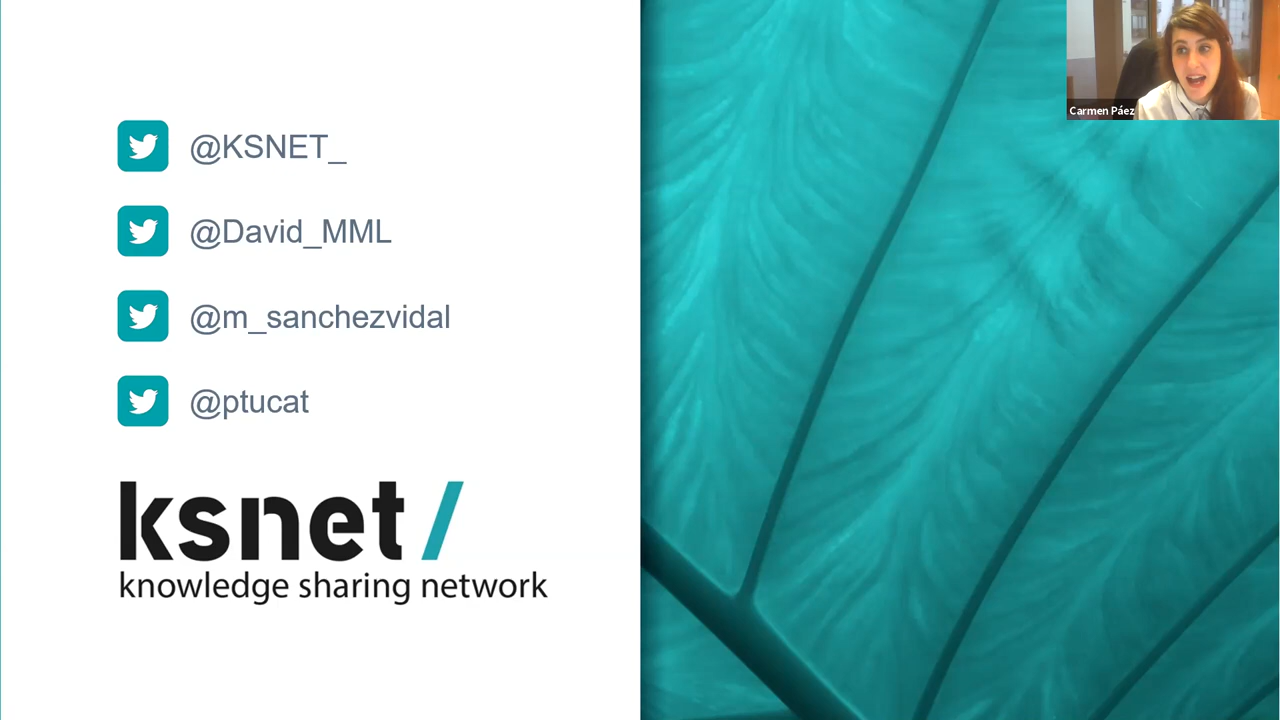 @KSNET_
@David_MML
@m_sanchezvidal
@ptucat
ksnet/
knowledge sharing network
Carmen Páez